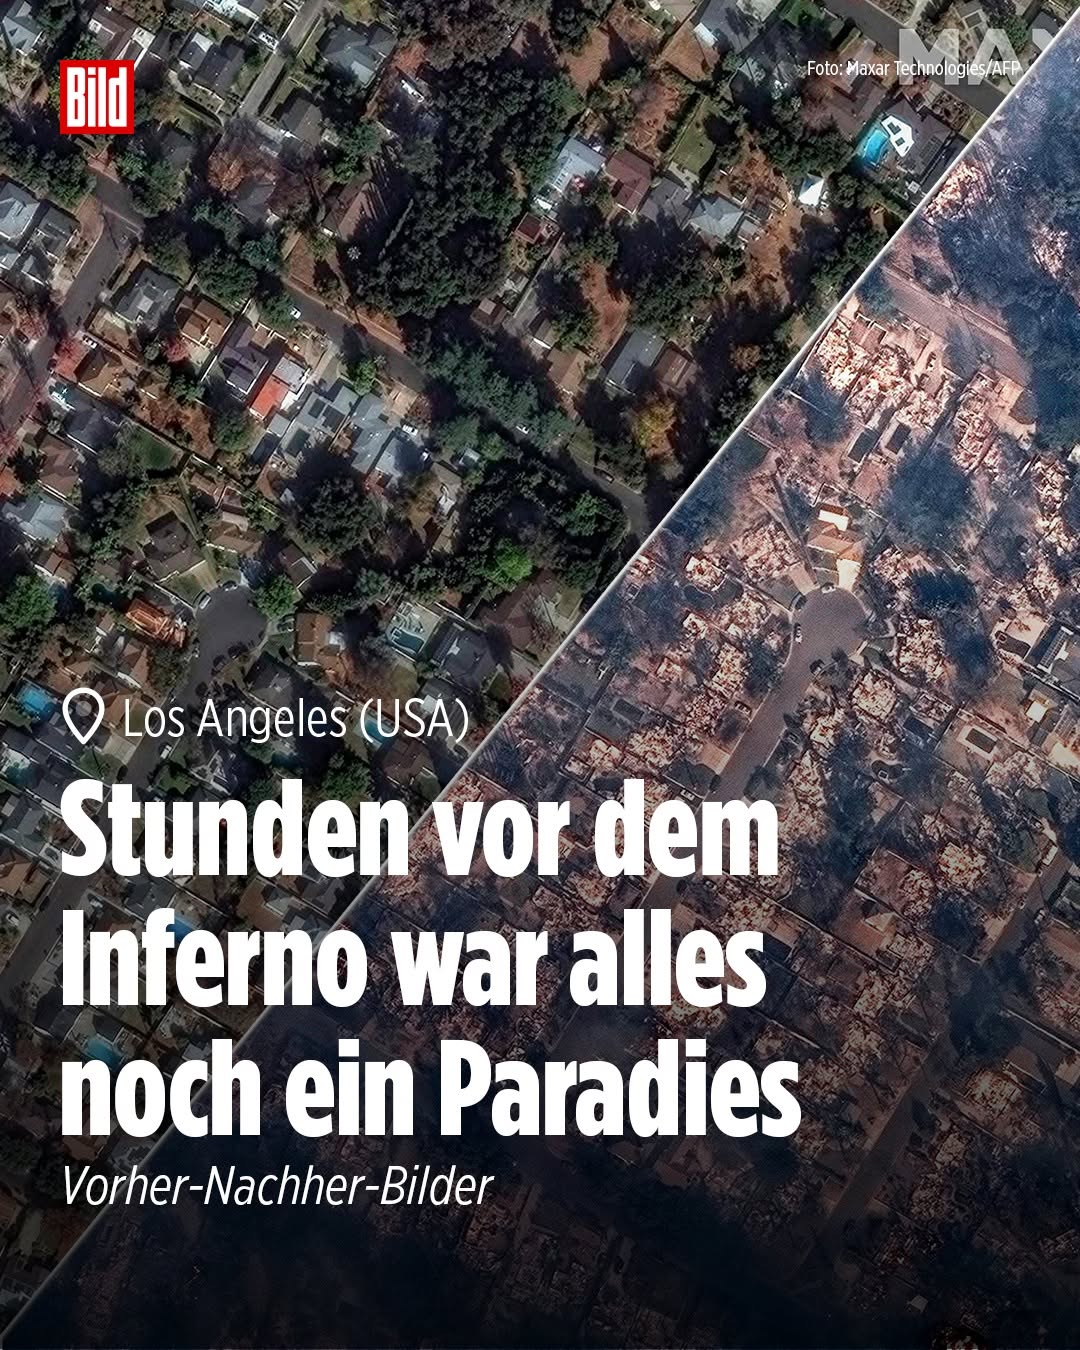 Foto: Maxar Technologies/AFP
Bild
Los Angeles (USA)
Stunden vor dem
Inferno war alles
noch ein Paradies
Vorher-Nachher-Bilder